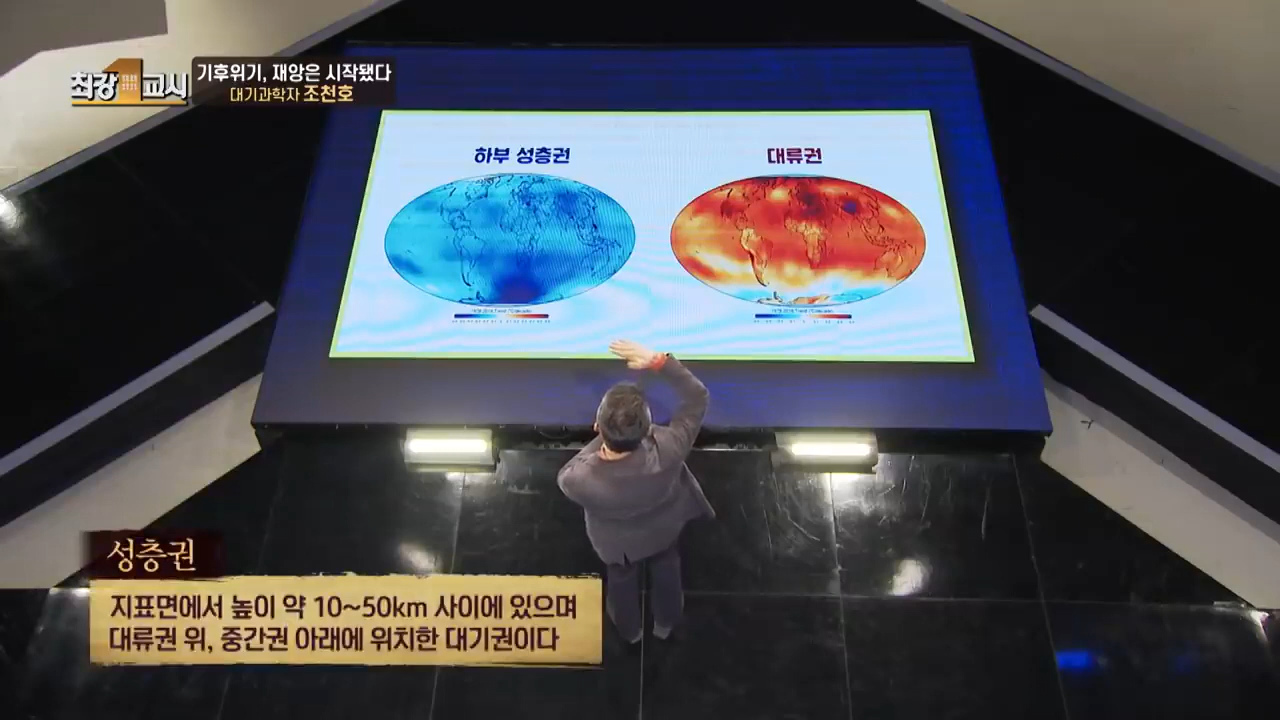 최강1교시
기후위기, 재앙은 시작됐다
대기과학자 조천호
하부 성층권
대류권
성층권
지표면에서 높이 약 10~50km 사이에 있으며
대류권 위, 중간권 아래에 위치한 대기권이다